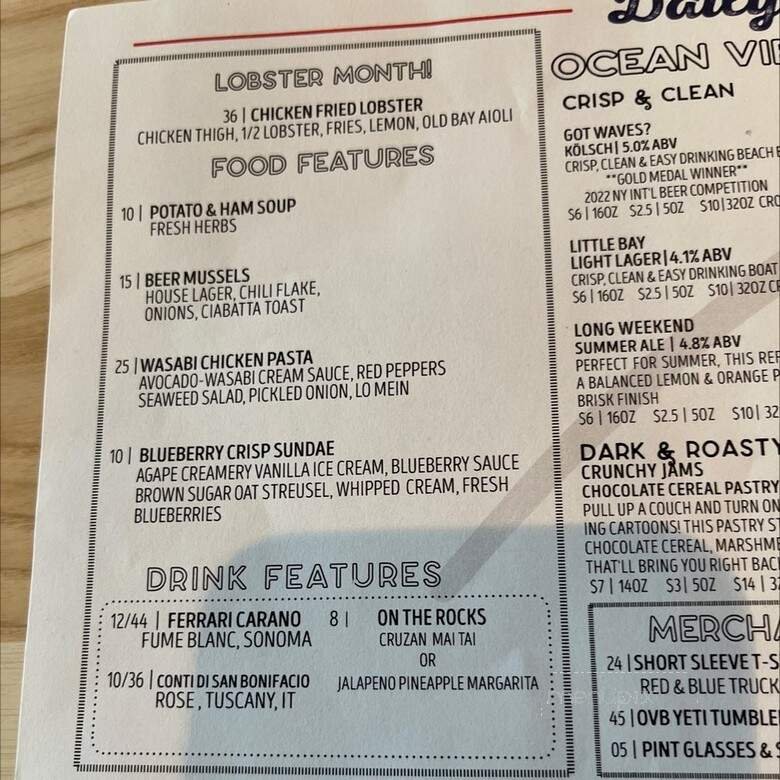 LOBSTER MONTH!
36 | CHICKEN FRIED LOBSTER
CHICKEN THIGH, 1/2 LOBSTER, FRIES, LEMON, OLD BAY AIOLI
FOOD FEATURES
10 | POTATO & HAM SOUP
FRESH HERBS
15 | BEER MUSSELS
HOUSE LAGER, CHILI FLAKE,
ONIONS, CIABATTA TOAST
25 | WASABI CHICKEN PASTA
AVOCADO-WASABI CREAM SAUCE, RED PEPPERS
SEAWEED SALAD, PICKLED ONION, LO MEIN
10 | BLUEBERRY CRISP SUNDAE
AGAPE CREAMERY VANILLA ICE CREAM, BLUEBERRY SAUCE
BROWN SUGAR OAT STREUSEL, WHIPPED CREAM, FRESH
BLUEBERRIES
DRINK FEATURES
12/44 | FERRARI CARANO
FUME BLANC, SONOMA
10/36 | CONTI DI SAN BONIFACIO
ROSE , TUSCANY, IT
8 | ON THE ROCKS
CRUZAN MAI TAI
OR
JALAPENO PINEAPPLE MARGARITA
OCEAN
CRISP & CLEAN
GOT WAVES?
KÖLSCH | 5.0% ABV
CRISP, CLEAN & EASY DRINKING BEACH
**GOLD MEDAL WINNER**
2022 NY INT'L BEER COMPETITION
$6 | 16OZ $2.5 | 5OZ $10 | 32OZ
LITTLE BAY
LIGHT LAGER | 4.1% ABV
CRISP, CLEAN & EASY DRINKING BOAT
$6 | 16OZ $2.5 | 5OZ $10 | 32OZ
LONG WEEKEND
SUMMER ALE | 4.8% ABV
PERFECT FOR SUMMER, THIS
A BALANCED LEMON & ORANGE
BRISK FINISH
$6 | 16OZ $2.5 | 5OZ $10 | 32
DARK & ROASTY
CRUNCHY JAMS
CHOCOLATE CEREAL PASTRY
PULL UP A COUCH AND TURN ON
ING CARTOONS! THIS PASTRY
CHOCOLATE CEREAL,
THAT'LL BRING YOU RIGHT
$7 | 14OZ $3 | 5OZ $14 |
24 | SHORT SLEEVE
RED & BLUE TRUCK
45 | OVB YETI
05 | PINT GLASSES &